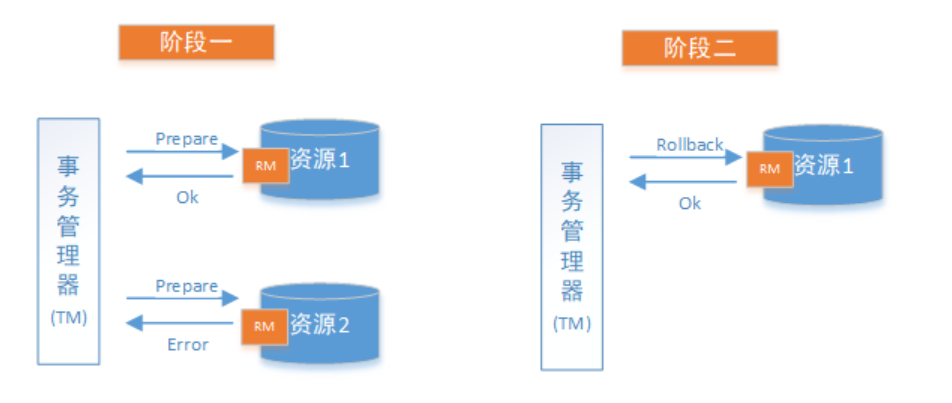 阶段一
事务管理器
(TM)
Prepare
RM
资源1
Ok
Prepare
RM
资源2
Error
阶段二
事务管理器
(TM)
Rollback
RM
资源1
Ok